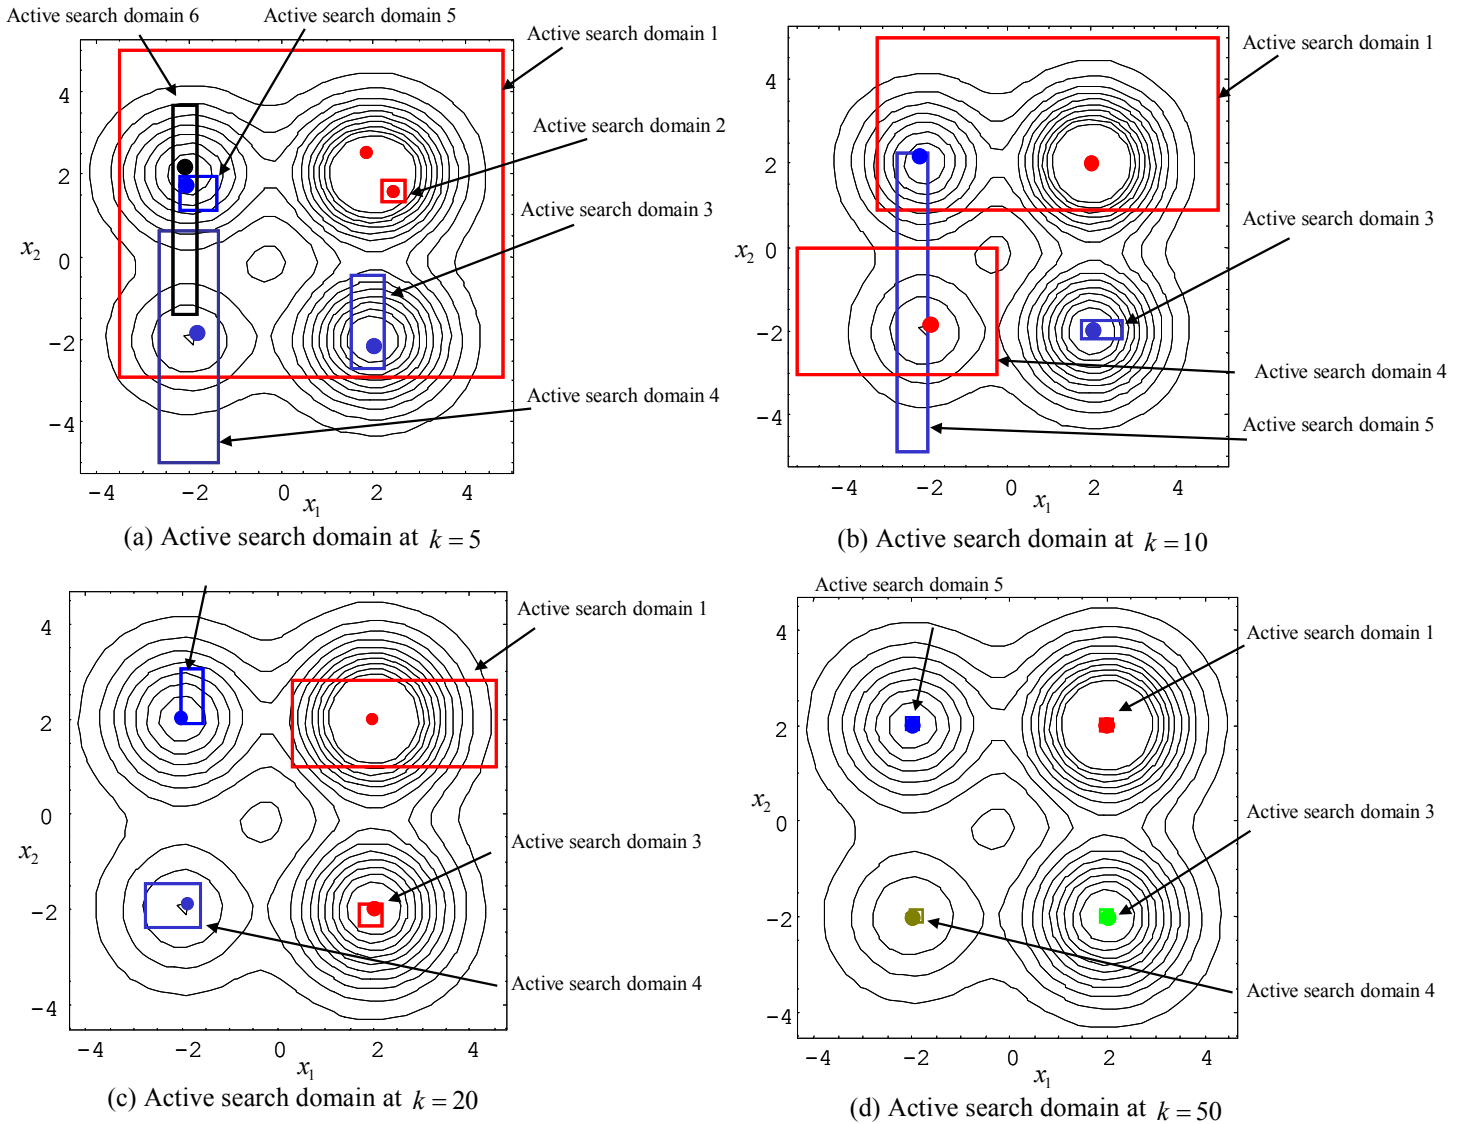 Active search domain 6
Active search domain 5
Active search domain 1
Active search domain 2
Active search domain 3
Active search domain 4
4
2
0
−2
−4
x2
−4 −2 0 2 4
x1
(a) Active search domain at k = 5
Active search domain 1
Active search domain 3
Active search domain 4
Active search domain 5
4
2
0
−2
−4
x2
−4 −2 0 2 4
x1
(b) Active search domain at k = 10
Active search domain 1
Active search domain 3
Active search domain 4
4
2
0
−2
−4
x2
−4 −2 0 2 4
x1
(c) Active search domain at k = 20
Active search domain 5
Active search domain 1
Active search domain 3
Active search domain 4
4
2
0
−2
−4
x2
−4 −2 0 2 4
x1
(d) Active search domain at k = 50